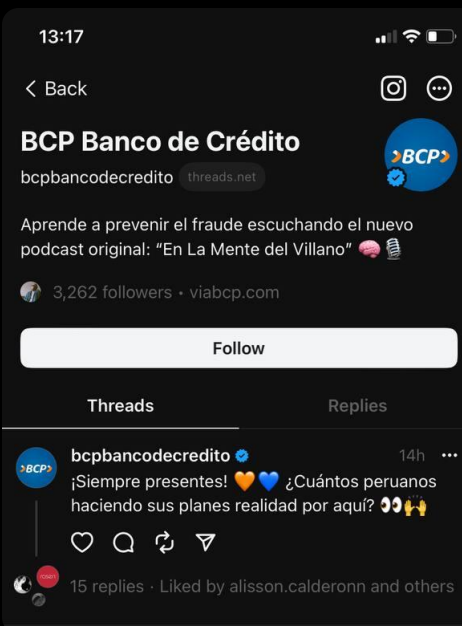 13:17
Back
BCP Banco de Crédito
>BCP>
bcpbancodecredito threads.net
Aprende a prevenir el fraude escuchando el nuevo
podcast original: “En La Mente del Villano” 🧠🎙️
3,262 followers • viabcp.com
Follow
Threads Replies
>BCP>
bcpbancodecredito 14h
¡Siempre presentes! 🧡💙 ¿Cuántos peruanos
haciendo sus planes realidad por aquí? 👀🙌
15 replies · Liked by alisson.calderonn and others